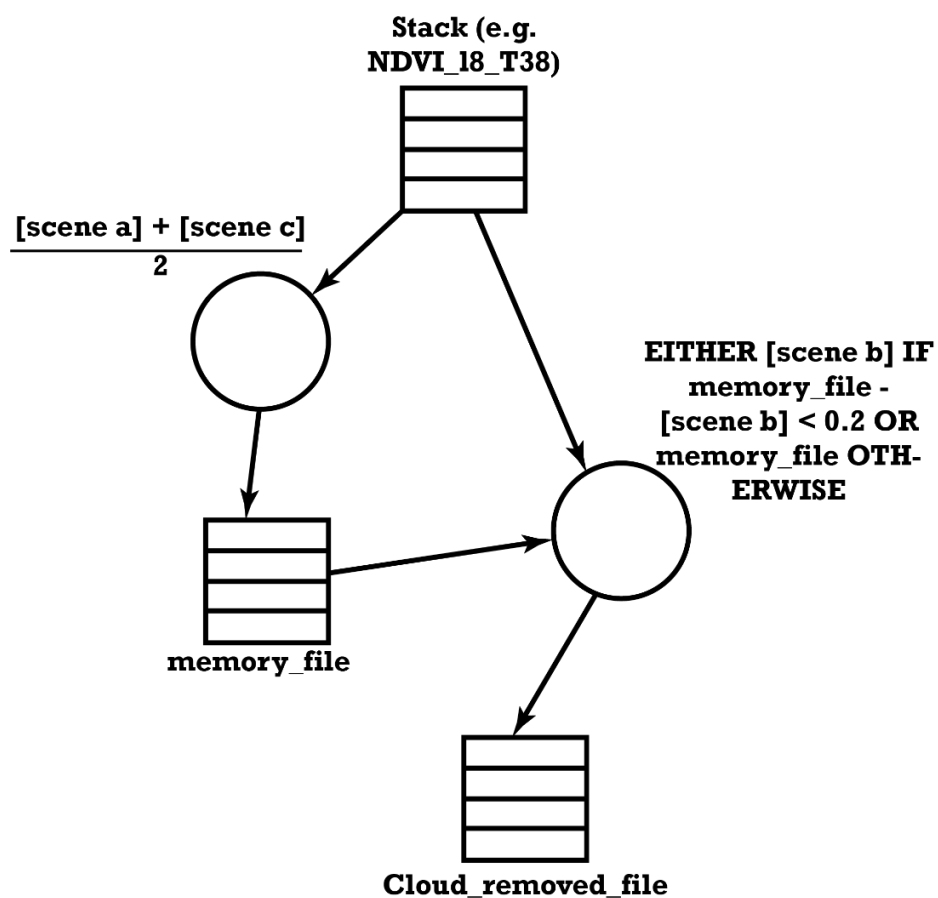 Stack (e.g.
NDVI_l8_T38)
[scene a] + [scene c]
2
EITHER [scene b] IF
memory_file -
[scene b] < 0.2 OR
memory_file OTH-
ERWISE
memory_file
Cloud_removed_file